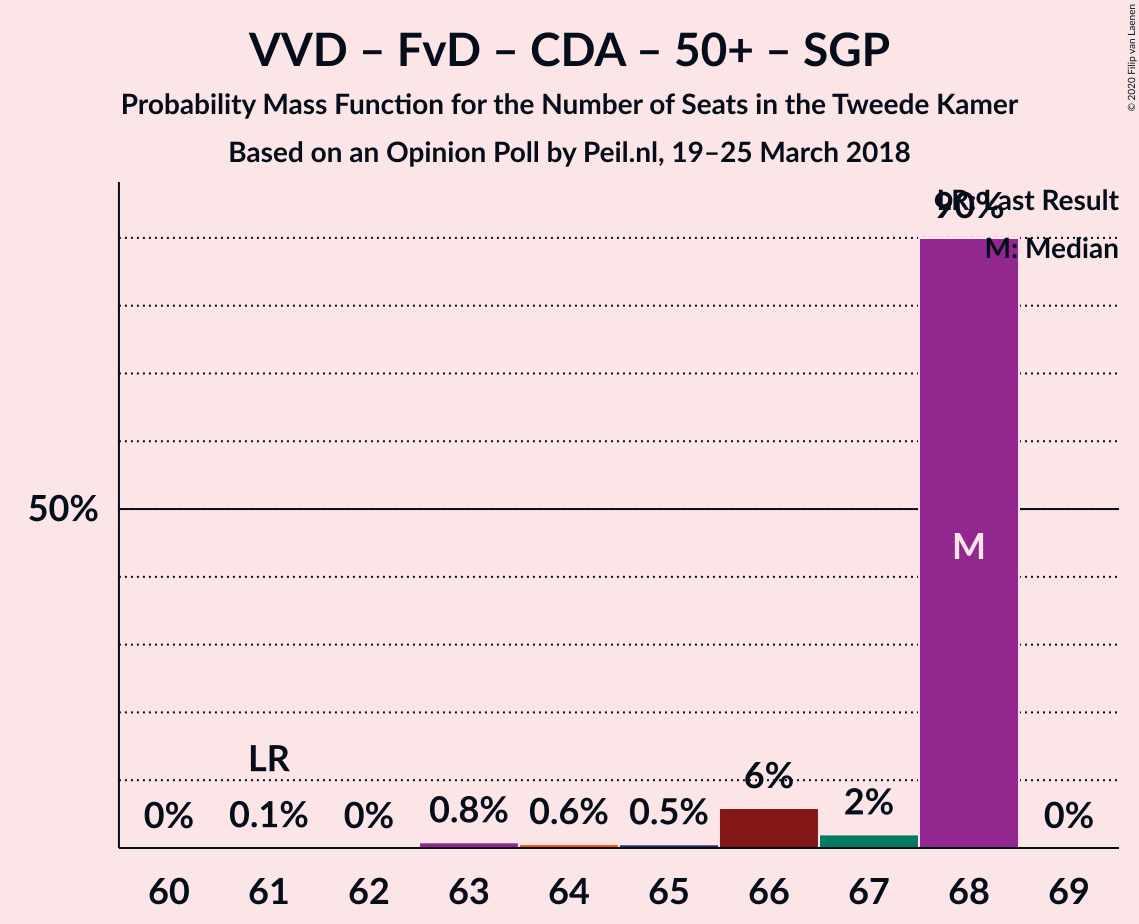 VVD – FvD – CDA – 50+ – SGP
Probability Mass Function for the Number of Seats in the Tweede Kamer
Based on an Opinion Poll by Peil.nl, 19–25 March 2018
© 2020 Filip van Laenen
LR: Last Result
90%
M: Median
50%
M
LR
0% 0.1% 0% 0.8% 0.6% 0.5% 6% 2% 0%
60 61 62 63 64 65 66 67 68 69